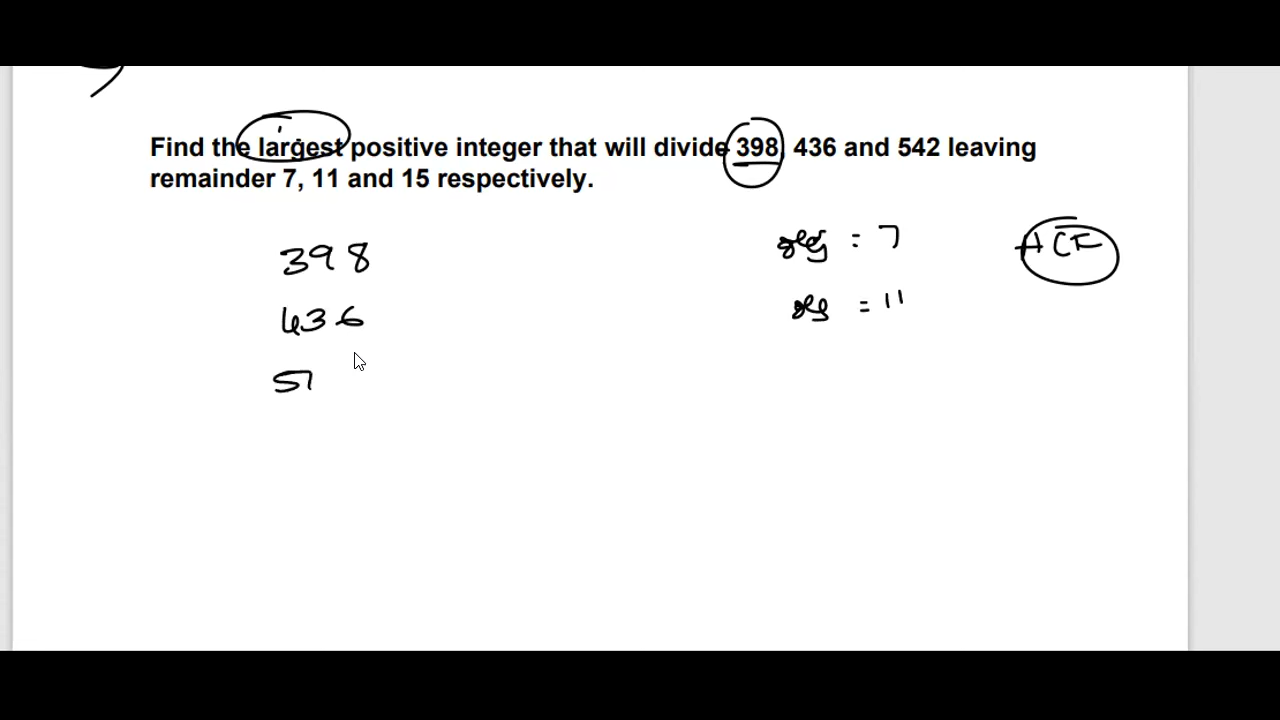 Find the largest positive integer that will divide 398, 436 and 542 leaving
remainder 7, 11 and 15 respectively.
398
436
5
= 7
= 11
HCF